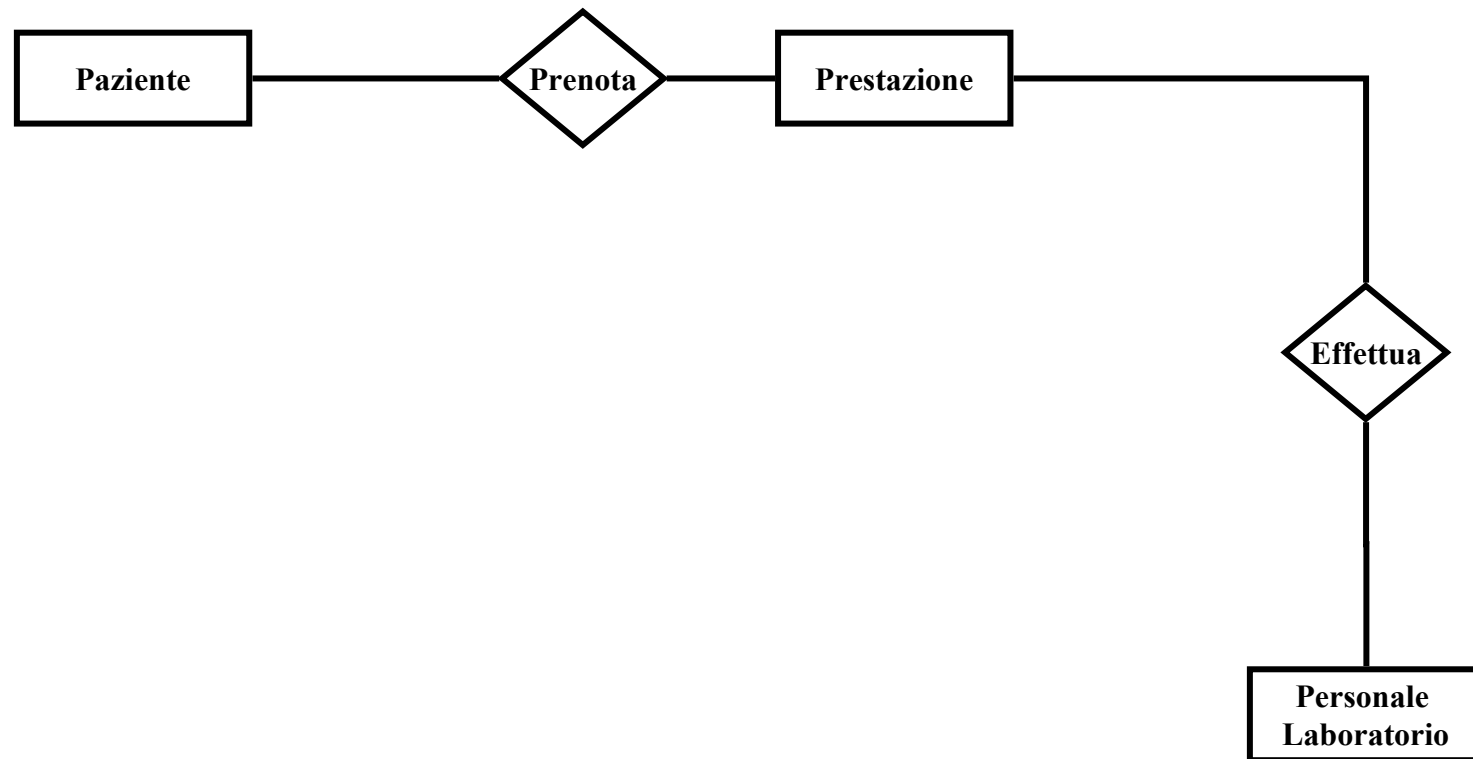 Paziente
Prenota
Prestazione
Effettua
Personale
Laboratorio